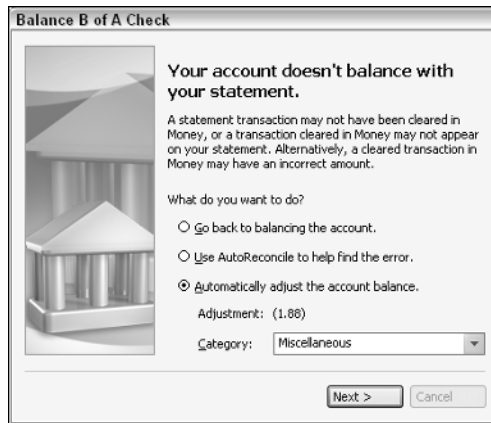 Balance B of A Check
Your account doesn't balance with
your statement.
A statement transaction may not have been cleared in
Money, or a transaction cleared in Money may not appear
on your statement. Alternatively, a cleared transaction in
Money may have an incorrect amount.
What do you want to do?
Go back to balancing the account.
Use AutoReconcile to help find the error.
Automatically adjust the account balance.
Adjustment: (1.88)
Category: Miscellaneous
Next > Cancel